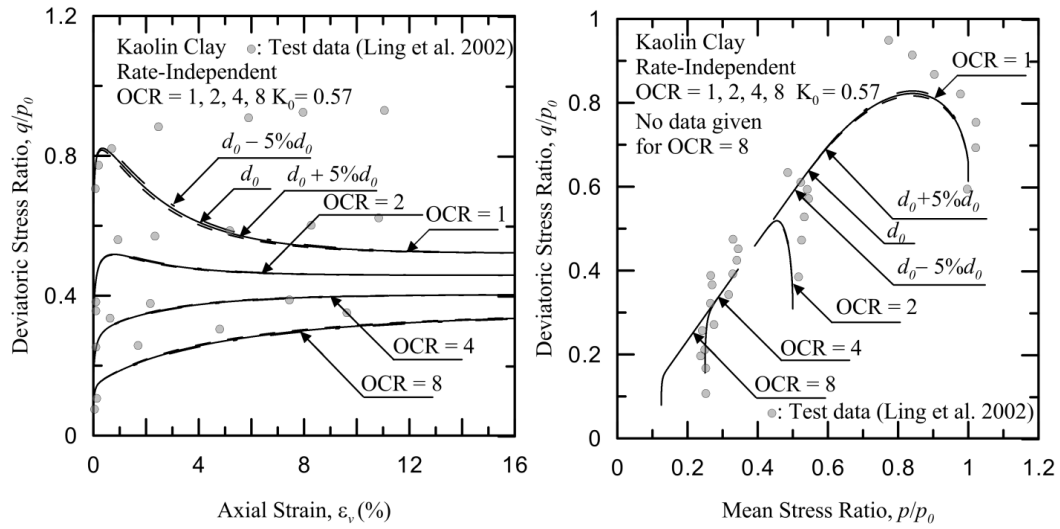 1.2
0.8
0.4
0
Deviatoric Stress Ratio, q/p₀
Kaolin Clay
: Test data (Ling et al. 2002)
Rate-Independent
OCR = 1, 2, 4, 8 K₀ = 0.57
d₀ − 5%d₀
d₀
d₀ + 5%d₀
OCR = 2
OCR = 1
OCR = 4
OCR = 8
0 4 8 12 16
Axial Strain, εᵥ (%)
1
0.8
0.6
0.4
0.2
0
Deviatoric Stress Ratio, q/p₀
Kaolin Clay
Rate-Independent
OCR = 1, 2, 4, 8 K₀ = 0.57
No data given
for OCR = 8
OCR = 1
d₀+5%d₀
d₀
d₀− 5%d₀
OCR = 2
OCR = 4
OCR = 8
: Test data (Ling et al. 2002)
0 0.2 0.4 0.6 0.8 1 1.2
Mean Stress Ratio, p/p₀